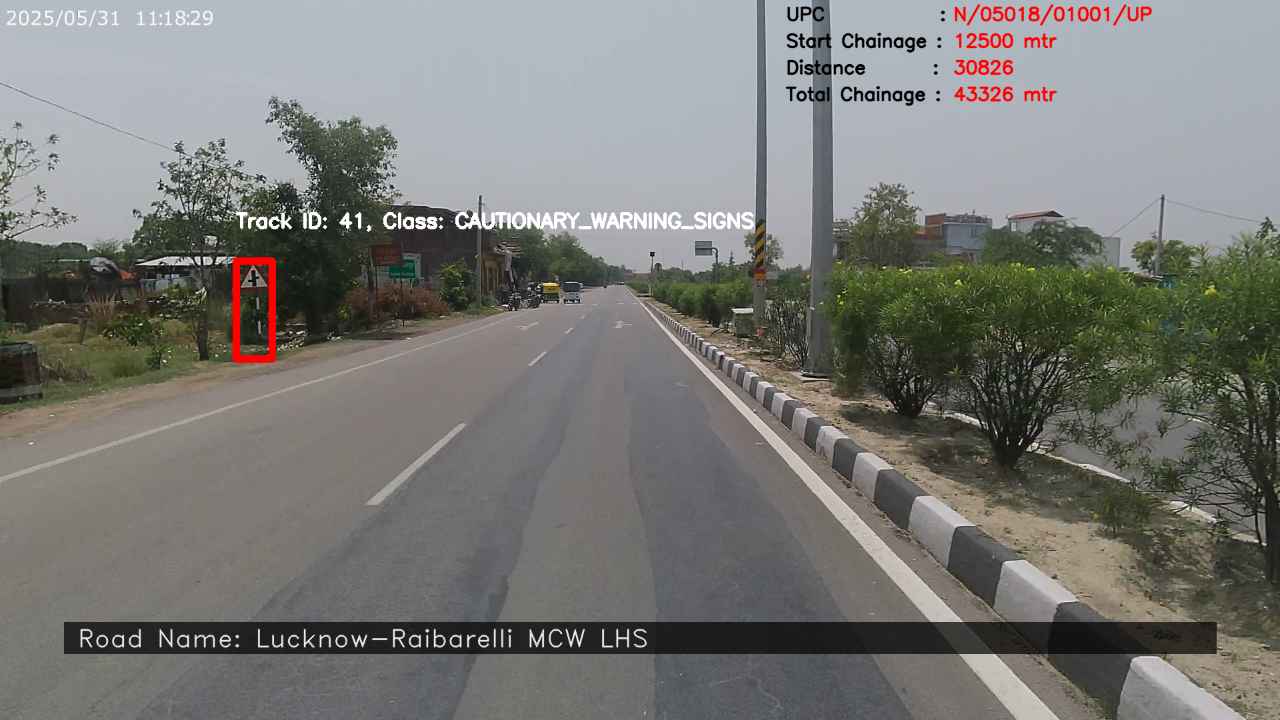 2025/05/31 11:18:29
UPC : N/05018/01001/UP
Start Chainage : 12500 mtr
Distance : 30826
Total Chainage : 43326 mtr
Track ID: 41, Class: CAUTIONARY_WARNING_SIGNS
Road Name: Lucknow-Raibarelli MCW LHS